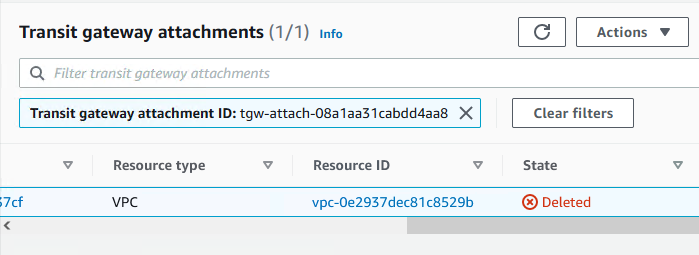 Transit gateway attachments (1/1) Info
Actions
Filter transit gateway attachments
Transit gateway attachment ID: tgw-attach-08a1aa31cabdd4aa8
Clear filters
Resource type Resource ID State
37cf VPC vpc-0e2937dec81c8529b Deleted